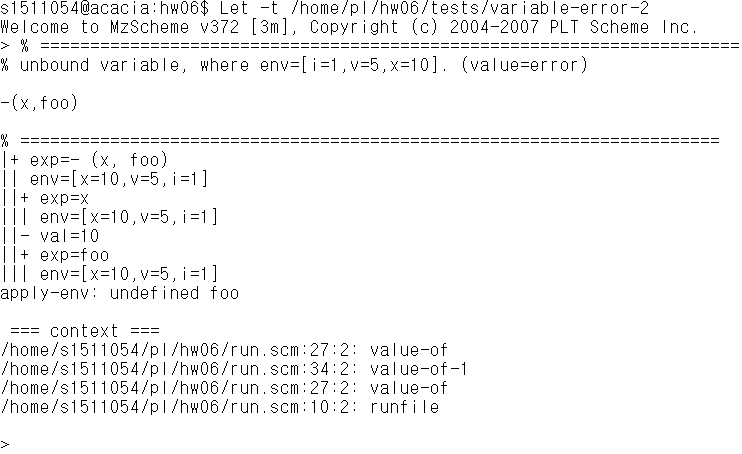 s1511054@acacia:hw06$ Let -t /home/pl/hw06/tests/variable-error-2
Welcome to MzScheme v372 [3m], Copyright (c) 2004-2007 PLT Scheme Inc.
> % ======================================================================
% unbound variable, where env=[i=1,v=5,x=10]. (value=error)
-(x,foo)
% ======================================================================
|+ exp=- (x, foo)
|| env=[x=10,v=5,i=1]
||+ exp=x
||| env=[x=10,v=5,i=1]
||- val=10
||+ exp=foo
||| env=[x=10,v=5,i=1]
apply-env: undefined foo
=== context ===
/home/s1511054/pl/hw06/run.scm:27:2: value-of
/home/s1511054/pl/hw06/run.scm:34:2: value-of-1
/home/s1511054/pl/hw06/run.scm:27:2: value-of
/home/s1511054/pl/hw06/run.scm:10:2: runfile
>